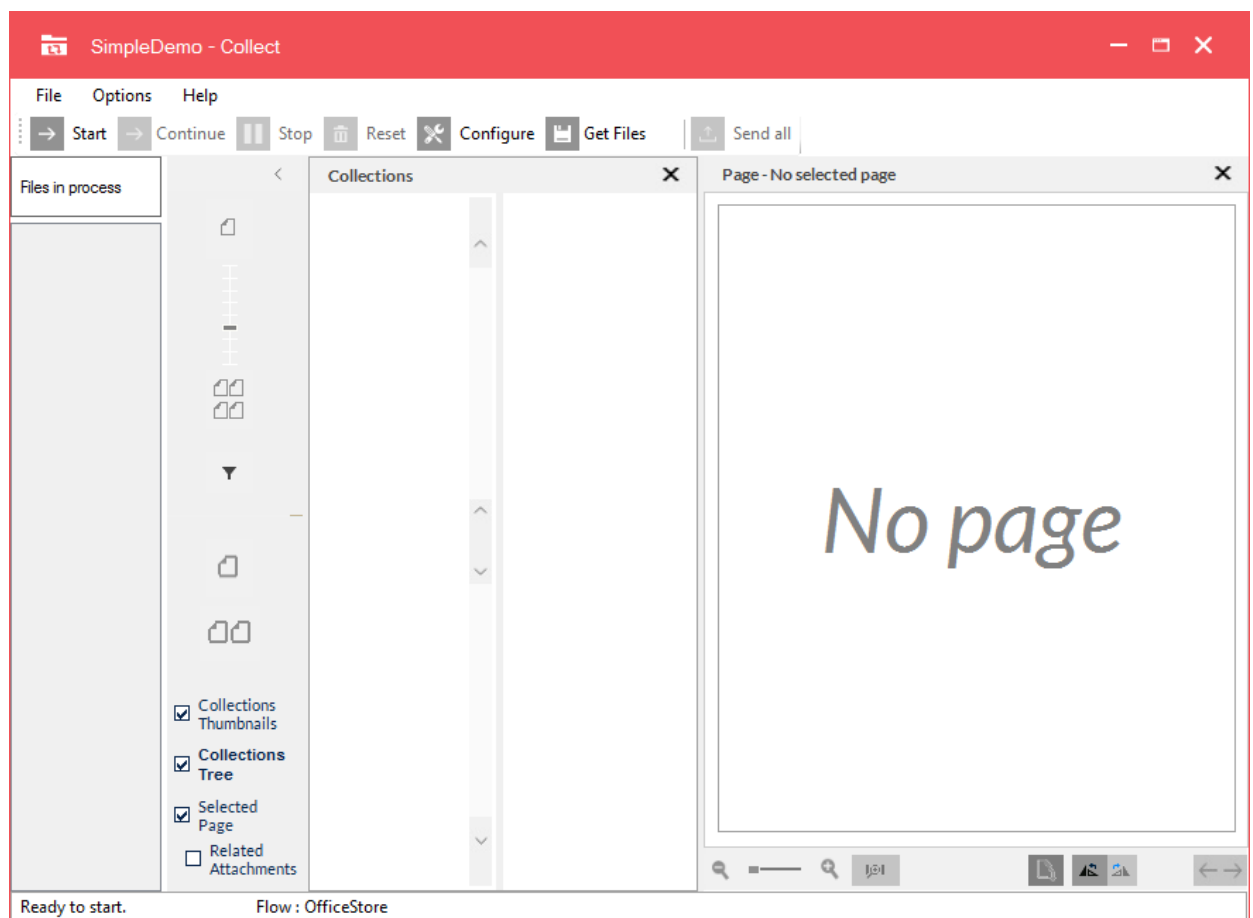 SimpleDemo - Collect
File Options Help
Start Continue Stop Reset Configure Get Files Send all
Files in process
Collections
Page - No selected page
No page
Collections
Thumbnails
Collections
Tree
Selected
Page
Related
Attachments
Ready to start. Flow : OfficeStore